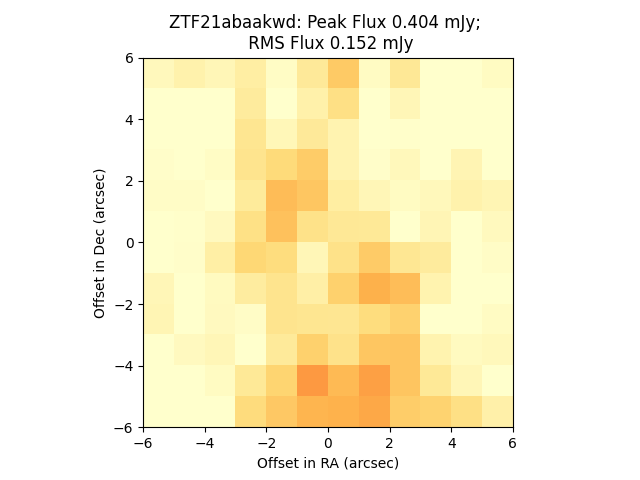 ZTF21abaakwd: Peak Flux 0.404 mJy;
RMS Flux 0.152 mJy
6
4
2
0
−2
−4
−6
Offset in Dec (arcsec)
−6 −4 −2 0 2 4 6
Offset in RA (arcsec)